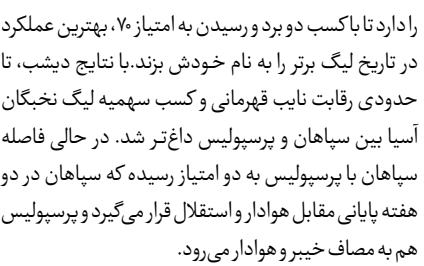 را دارد تا با کسب دو برد و رسیدن به امتیاز ۷۰، بهترین عملکرد
در تاریخ لیگ برتر را به نام خودش بزند.با نتایج دیشب، تا
حدودی رقابت نایب قهرمانی و کسب سهمیه لیگ نخبگان
آسیا بین سپاهان و پرسپولیس داغ‌تر شد. در حالی فاصله
سپاهان با پرسپولیس به دو امتیاز رسیده که سپاهان در دو
هفته پایانی مقابل هوادار و استقلال قرار می‌گیرد و پرسپولیس
هم به مصاف خیبر و هوادار می‌رود.